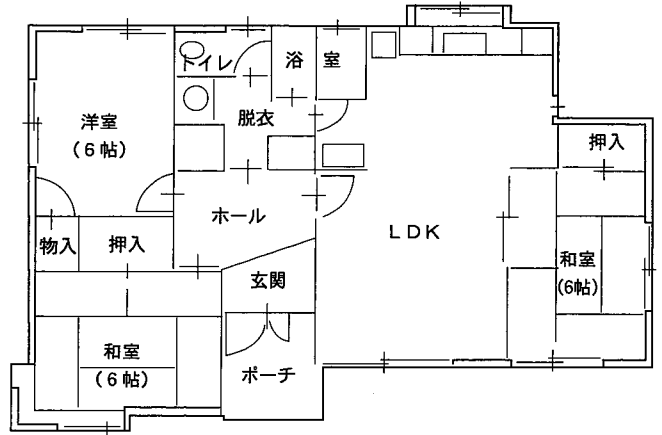 トイレ
浴 室
洋室
（６帖）
脱衣
押入
ホール
LDK
物入
押入
玄関
和室
(6帖)
和室
（６帖）
ポーチ